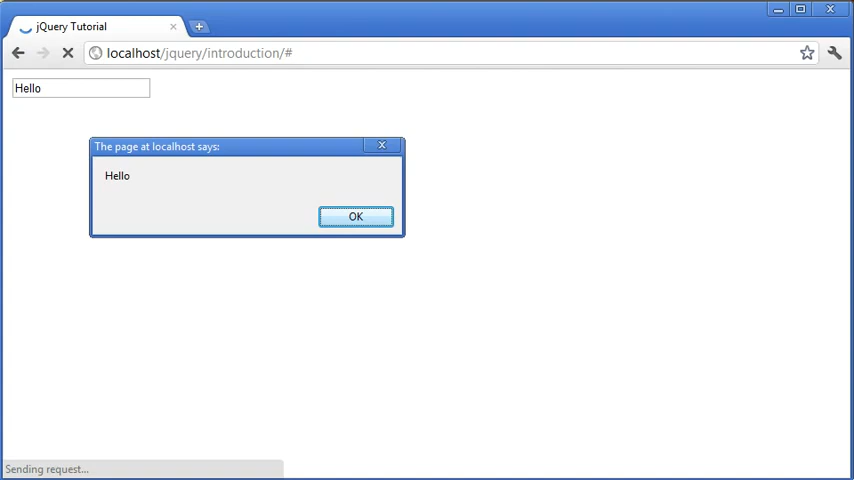 jQuery Tutorial
localhost/jquery/introduction/#
Hello
The page at localhost says:
Hello
OK
Sending request...